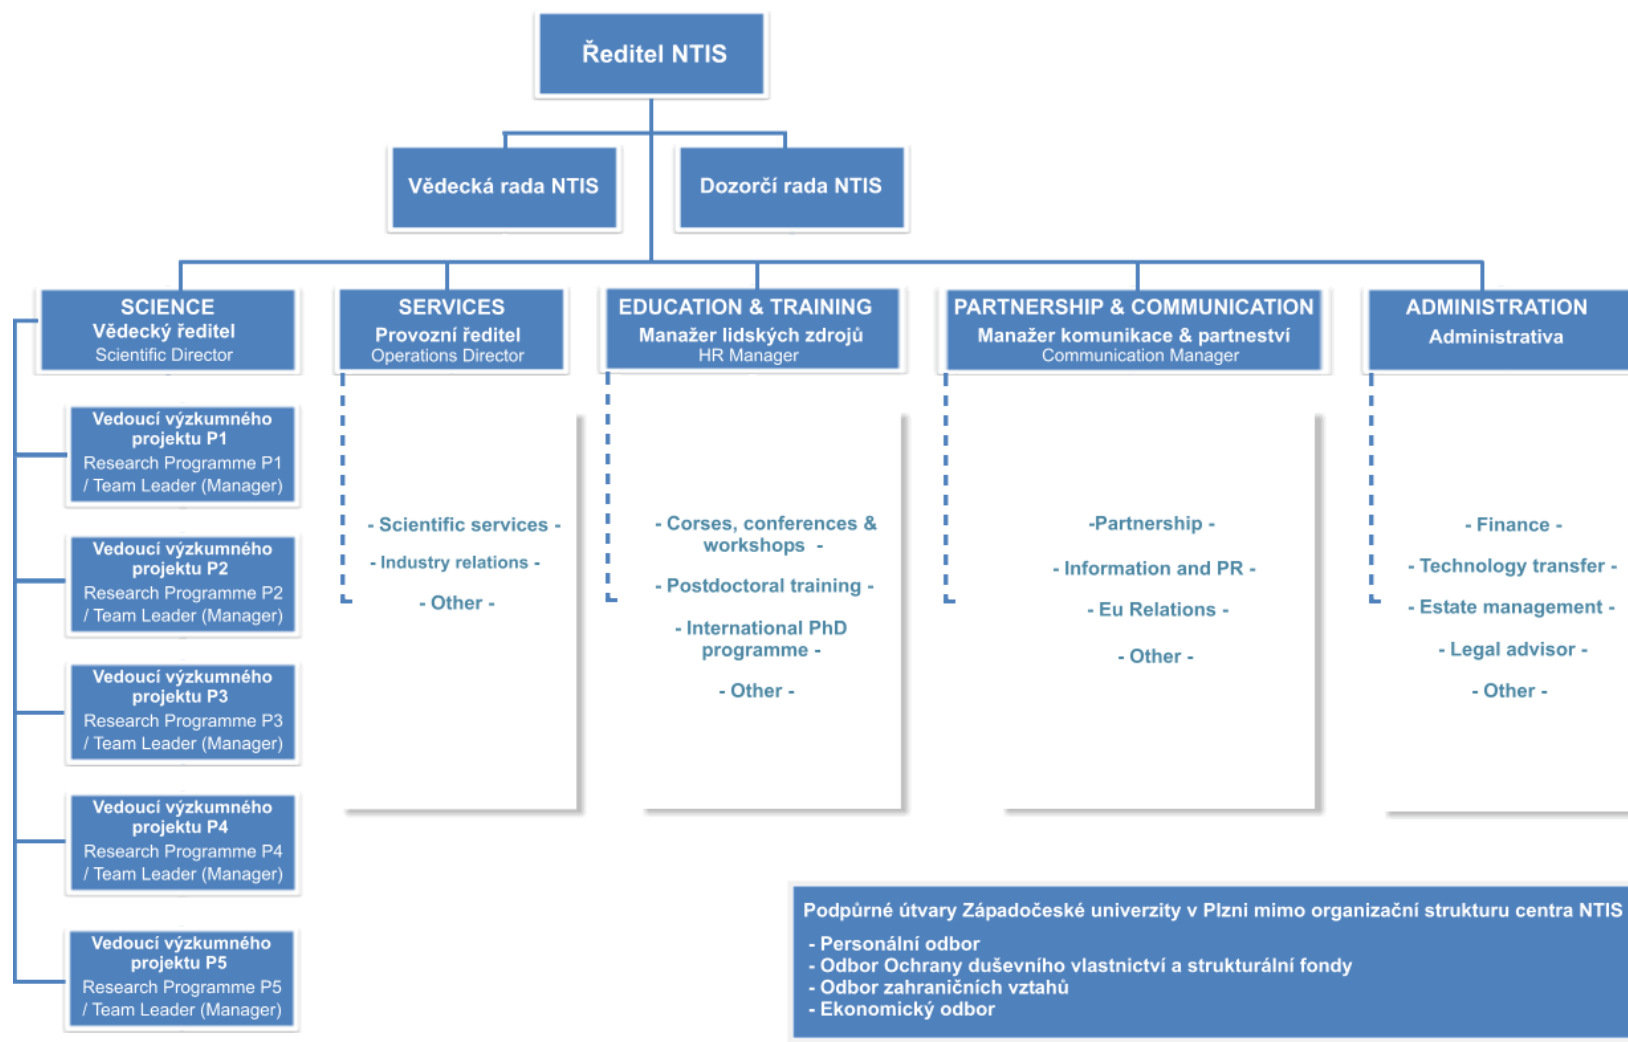 Ředitel NTIS
Vědecká rada NTIS
Dozorčí rada NTIS
SCIENCE
Vědecký ředitel
Scientific Director
SERVICES
Provozní ředitel
Operations Director
EDUCATION & TRAINING
Manažer lidských zdrojů
HR Manager
PARTNERSHIP & COMMUNICATION
Manažer komunikace & partneství
Communication Manager
ADMINISTRATION
Administrativa
Vedoucí výzkumného
projektu P1
Research Programme P1
/ Team Leader (Manager)
Vedoucí výzkumného
projektu P2
Research Programme P2
/ Team Leader (Manager)
Vedoucí výzkumného
projektu P3
Research Programme P3
/ Team Leader (Manager)
Vedoucí výzkumného
projektu P4
Research Programme P4
/ Team Leader (Manager)
Vedoucí výzkumného
projektu P5
Research Programme P5
/ Team Leader (Manager)
- Scientific services -
- Industry relations -
- Other -
- Corses, conferences &
workshops -
- Postdoctoral training -
- International PhD
programme -
- Other -
-Partnership -
- Information and PR -
- Eu Relations -
- Other -
- Finance -
- Technology transfer -
- Estate management -
- Legal advisor -
- Other -
Podpůrné útvary Západočeské univerzity v Plzni mimo organizační strukturu centra NTIS
- Personální odbor
- Odbor Ochrany duševního vlastnictví a strukturální fondy
- Odbor zahraničních vztahů
- Ekonomický odbor